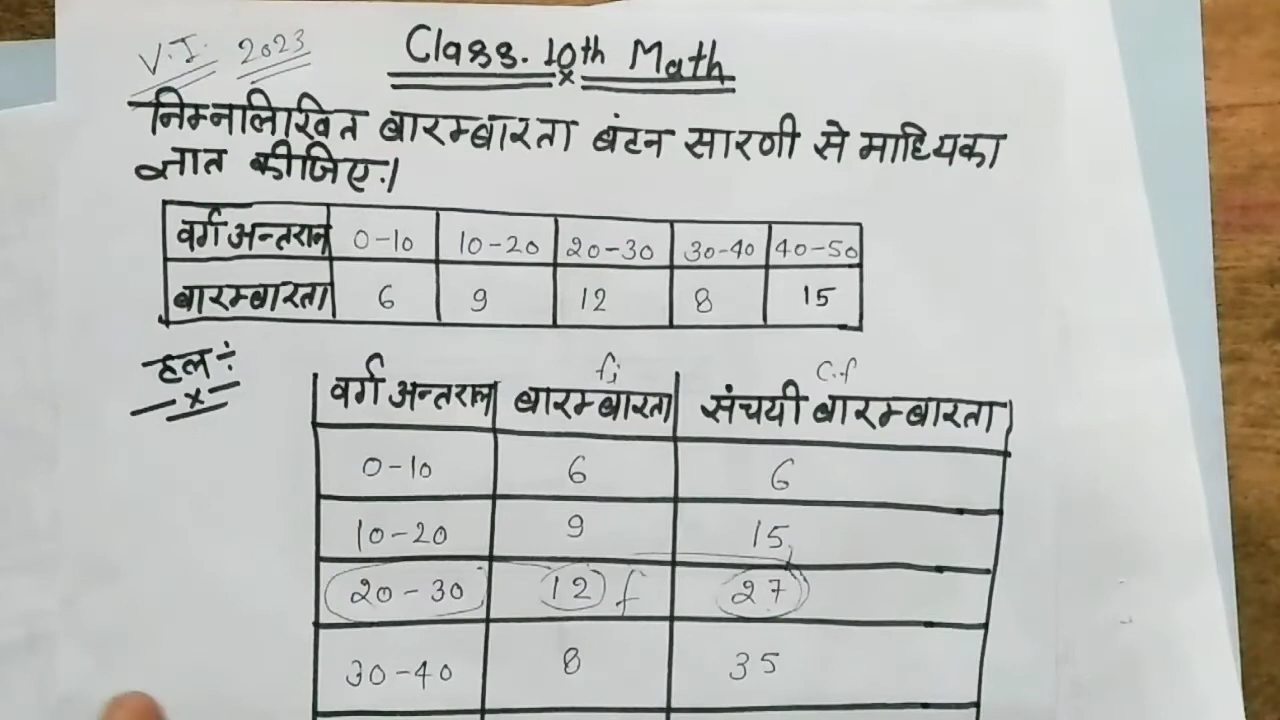 V.I. 2023
Class. 10th Math
निम्नलिखित बारम्बारता बंटन सारणी से माध्यिका
ज्ञात कीजिए।
वर्ग अन्तराल 0-10 10-20 20-30 30-40 40-50
बारम्बारता 6 9 12 8 15
हल ÷
fi c.f
वर्ग अन्तराल बारम्बारता संचयी बारम्बारता
0-10 6 6
10-20 9 15
20-30 12 f 27
30-40 8 35